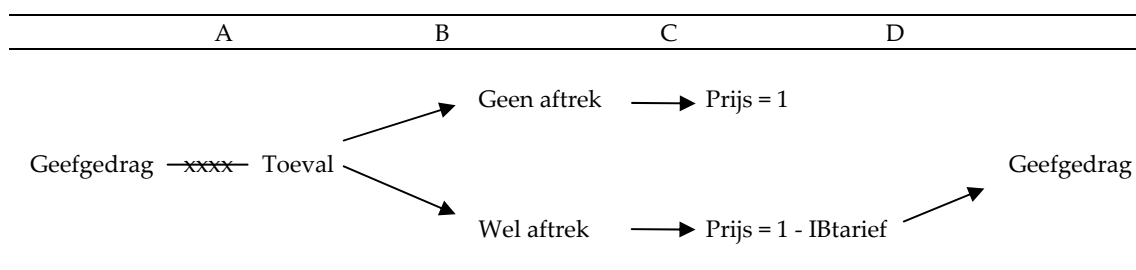 A B C D
Geen aftrek Prijs = 1
Geefgedrag xxxx Toeval Geefgedrag
Wel aftrek Prijs = 1 - IBtarief